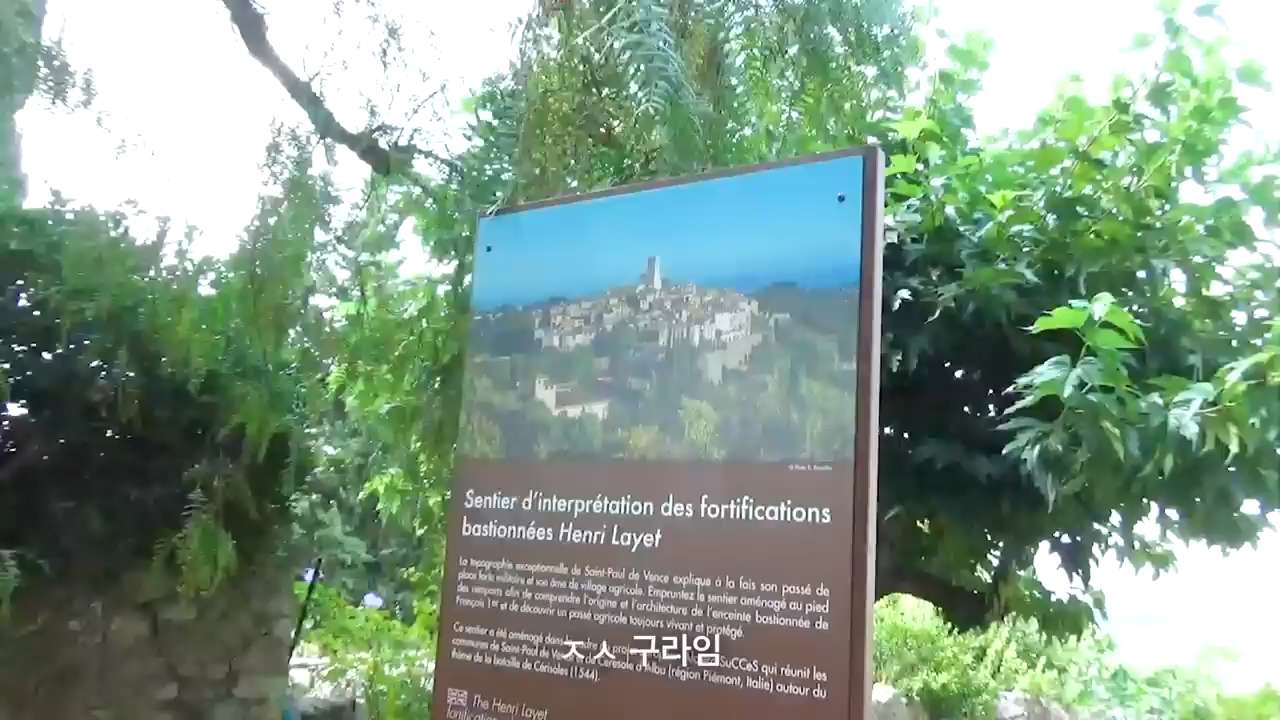 Sentier d'interprétation des fortifications
bastionnées Henri Layet
La topographie exceptionnelle de Saint-Paul de Vence explique à la fois son passé de
place forte militaire et son âme de village agricole. Empruntez le sentier aménagé au pied
des remparts afin de comprendre l'origine et l'architecture de l'enceinte bastionnée de
François 1er et de découvrir un passé agricole toujours vivant et protégé.
Ce sentier a été aménagé dans le cadre du proj SuCCeS qui réunit les
communes de Saint-Paul de Vence et de Ceresole d'Alba (région Piémont, Italie) autour du
thème de la bataille de Cérisoles (1544).
ㅈㅅ 구라임
The Henri Layet